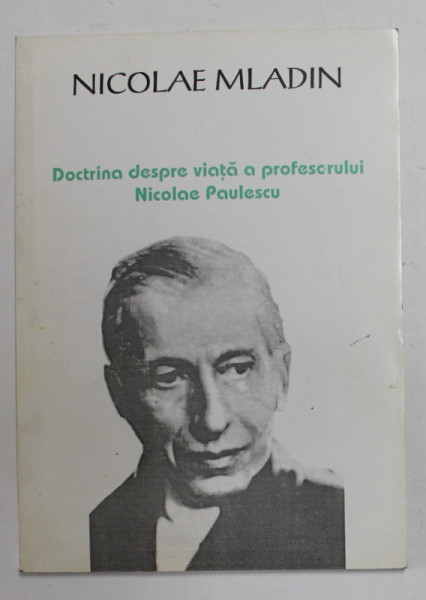 NICOLAE MLADIN
Doctrina despre viață a profesorului
Nicolae Paulescu